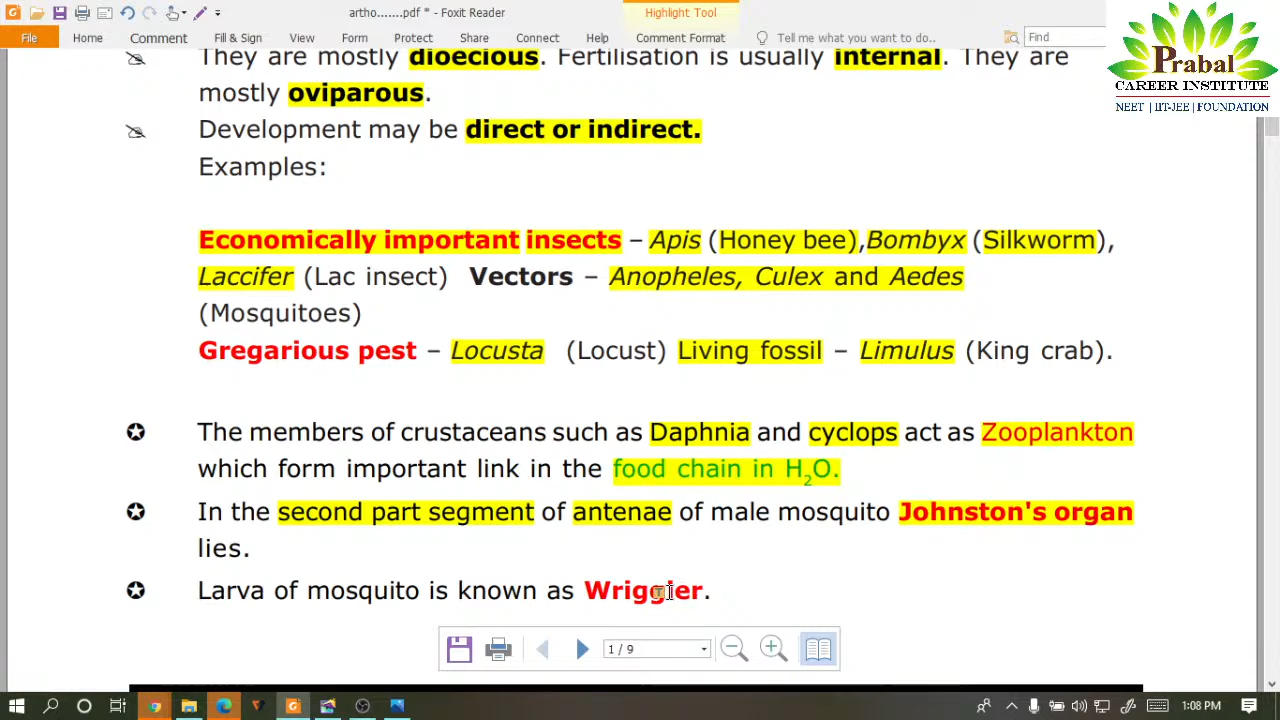 artho.......pdf * - Foxit Reader
Highlight Tool
File Home Comment Fill & Sign View Form Protect Share Connect Help Comment Format Tell me what you want to do.. Find
Prabal
CAREER INSTITUTE
NEET | IIT-JEE | FOUNDATION
They are mostly dioecious. Fertilisation is usually internal. They are
mostly oviparous.
Development may be direct or indirect.
Examples:
Economically important insects – Apis (Honey bee),Bombyx (Silkworm),
Laccifer (Lac insect) Vectors – Anopheles, Culex and Aedes
(Mosquitoes)
Gregarious pest – Locusta (Locust) Living fossil – Limulus (King crab).
The members of crustaceans such as Daphnia and cyclops act as Zooplankton
which form important link in the food chain in H₂O.
In the second part segment of antenae of male mosquito Johnston's organ
lies.
Larva of mosquito is known as Wriggier.
1 / 9
1:08 PM